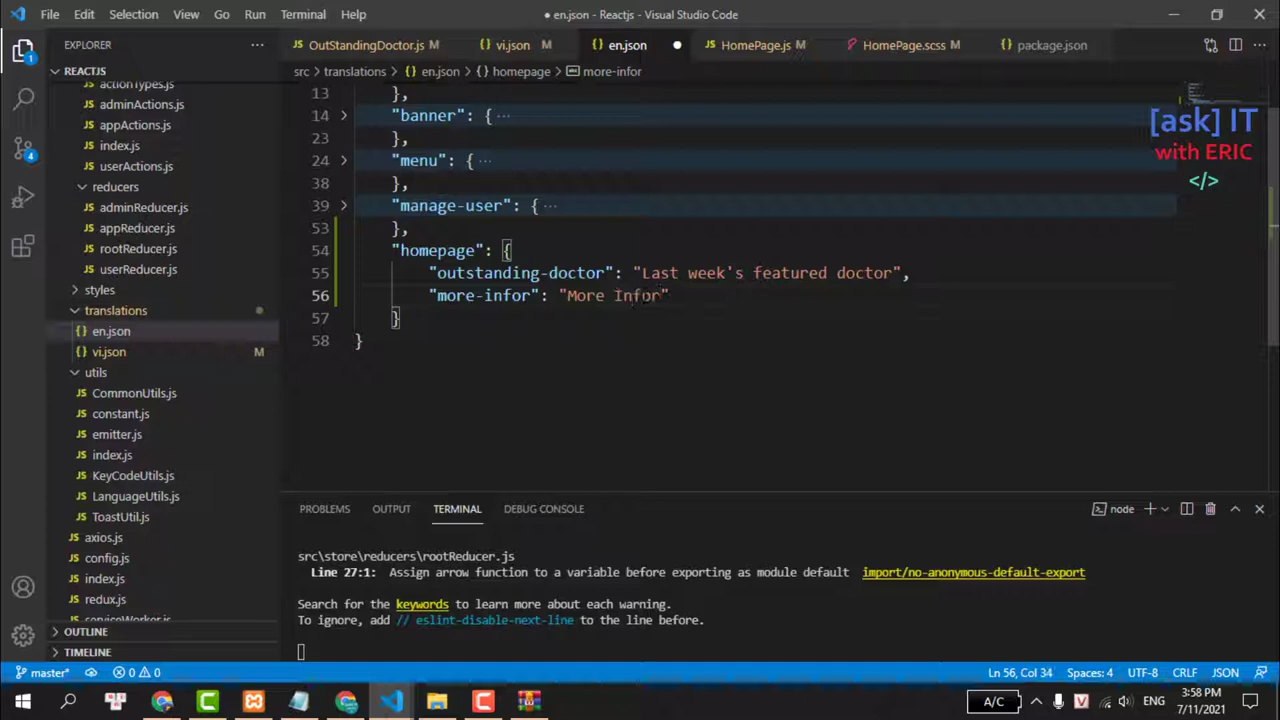 File Edit Selection View Go Run Terminal Help
● en.json - Reactjs - Visual Studio Code
EXPLORER
OutStandingDoctor.js M
vi.json M
en.json
HomePage.js M
HomePage.scss M
package.json
REACTJS
src > translations > {} en.json > {} homepage > more-infor
actionTypes.js
adminActions.js
appActions.js
index.js
userActions.js
reducers
adminReducer.js
appReducer.js
rootReducer.js
userReducer.js
styles
translations
en.json
vi.json M
utils
CommonUtils.js
constant.js
emitter.js
index.js
KeyCodeUtils.js
LanguageUtils.js
ToastUtil.js
axios.js
config.js
index.js
redux.js
serviceWorker.js
OUTLINE
TIMELINE
13 },
14 "banner": { ···
23 },
24 "menu": { ···
38 },
39 "manage-user": { ···
53 },
54 "homepage": {
55 "outstanding-doctor": "Last week's featured doctor",
56 "more-infor": "More Infor"
57 }
58 }
[ask] IT
with ERIC
</>
PROBLEMS OUTPUT TERMINAL DEBUG CONSOLE
node
src\store\reducers\rootReducer.js
Line 27:1: Assign arrow function to a variable before exporting as module default import/no-anonymous-default-export
Search for the keywords to learn more about each warning.
To ignore, add // eslint-disable-next-line to the line before.
1
4
master* 0 0
Ln 56, Col 34 Spaces: 4 UTF-8 CRLF JSON
A/C
V
ENG
3:58 PM
7/11/2021